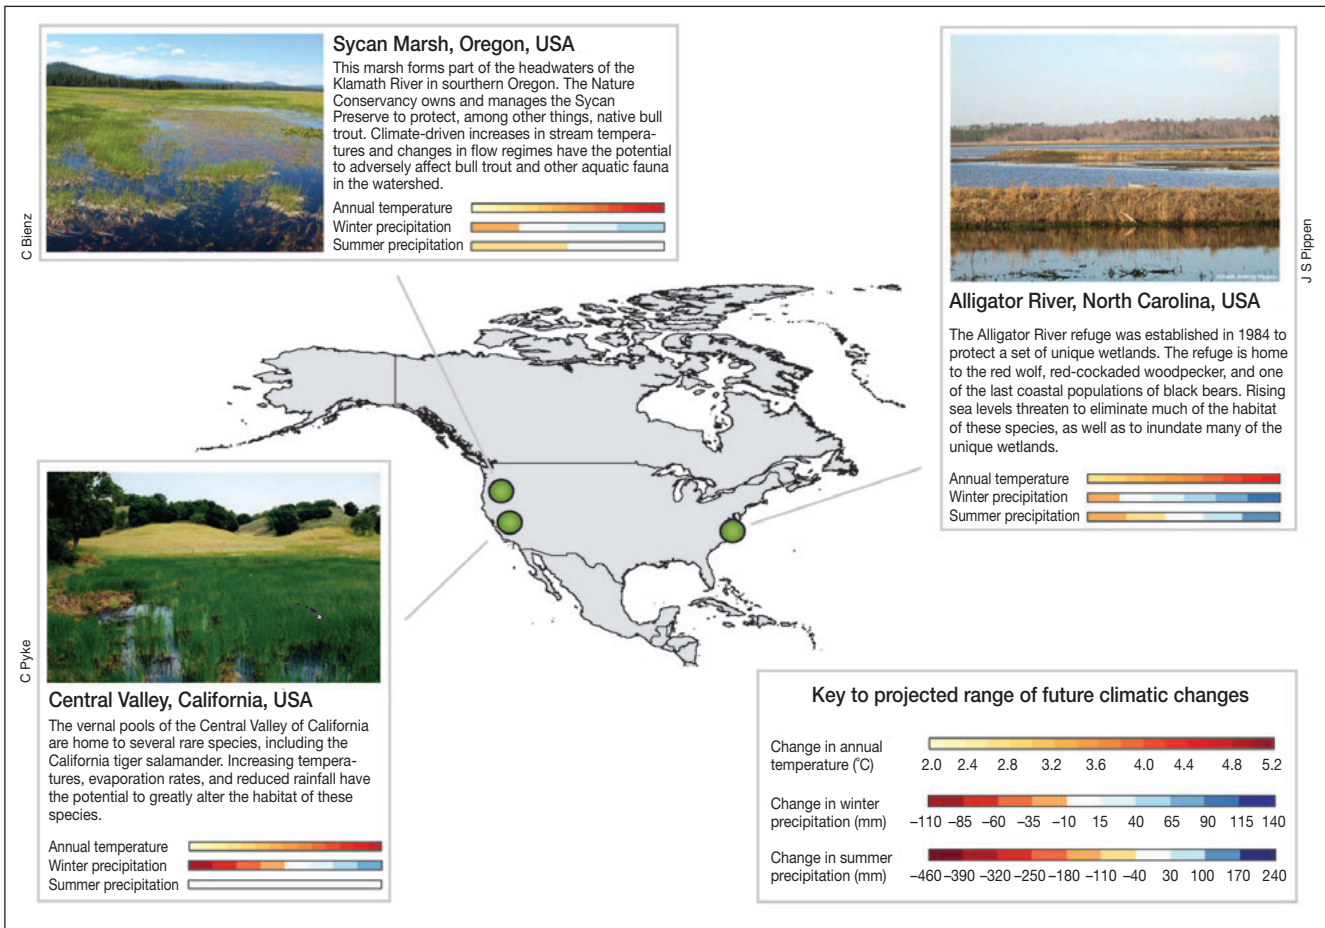 Sycan Marsh, Oregon, USA
This marsh forms part of the headwaters of the
Klamath River in sourthern Oregon. The Nature
Conservancy owns and manages the Sycan
Preserve to protect, among other things, native bull
trout. Climate-driven increases in stream tempera-
tures and changes in flow regimes have the potential
to adversely affect bull trout and other aquatic fauna
in the watershed.
Annual temperature
Winter precipitation
Summer precipitation
C Bienz
J S Pippen
Alligator River, North Carolina, USA
The Alligator River refuge was established in 1984 to
protect a set of unique wetlands. The refuge is home
to the red wolf, red-cockaded woodpecker, and one
of the last coastal populations of black bears. Rising
sea levels threaten to eliminate much of the habitat
of these species, as well as to inundate many of the
unique wetlands.
Annual temperature
Winter precipitation
Summer precipitation
C Pyke
Central Valley, California, USA
The vernal pools of the Central Valley of California
are home to several rare species, including the
California tiger salamander. Increasing tempera-
tures, evaporation rates, and reduced rainfall have
the potential to greatly alter the habitat of these
species.
Annual temperature
Winter precipitation
Summer precipitation
Key to projected range of future climatic changes
Change in annual
temperature (˚C) 2.0 2.4 2.8 3.2 3.6 4.0 4.4 4.8 5.2
Change in winter
precipitation (mm) –110 –85 –60 –35 –10 15 40 65 90 115 140
Change in summer
precipitation (mm) –460 –390 –320 –250 –180 –110 –40 30 100 170 240